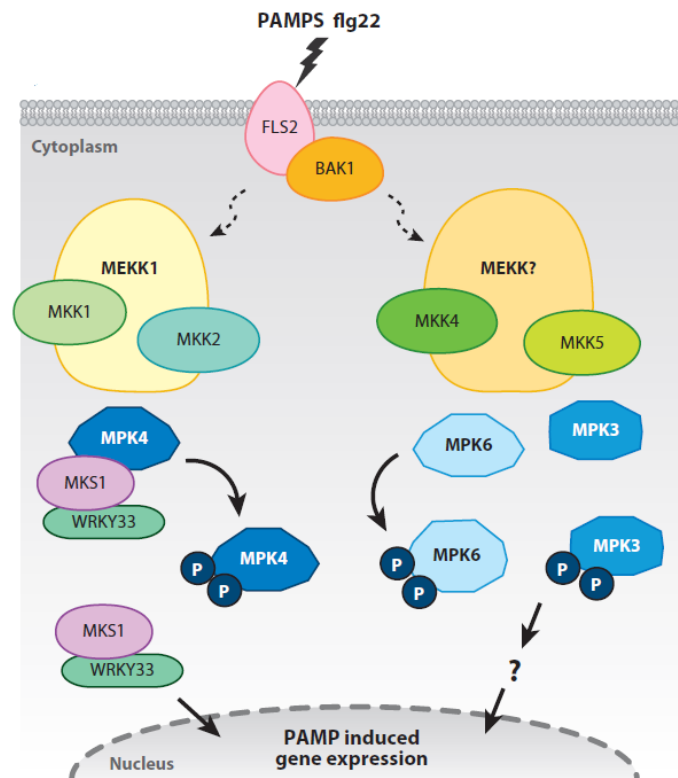 PAMPS flg22
FLS2
Cytoplasm
BAK1
MEKK1
MEKK?
MKK1
MKK2
MKK4
MKK5
MPK4
MPK6
MPK3
MKS1
WRKY33
P
P
MPK4
P
P
MPK6
P
P
MPK3
MKS1
WRKY33
?
PAMP induced
gene expression
Nucleus